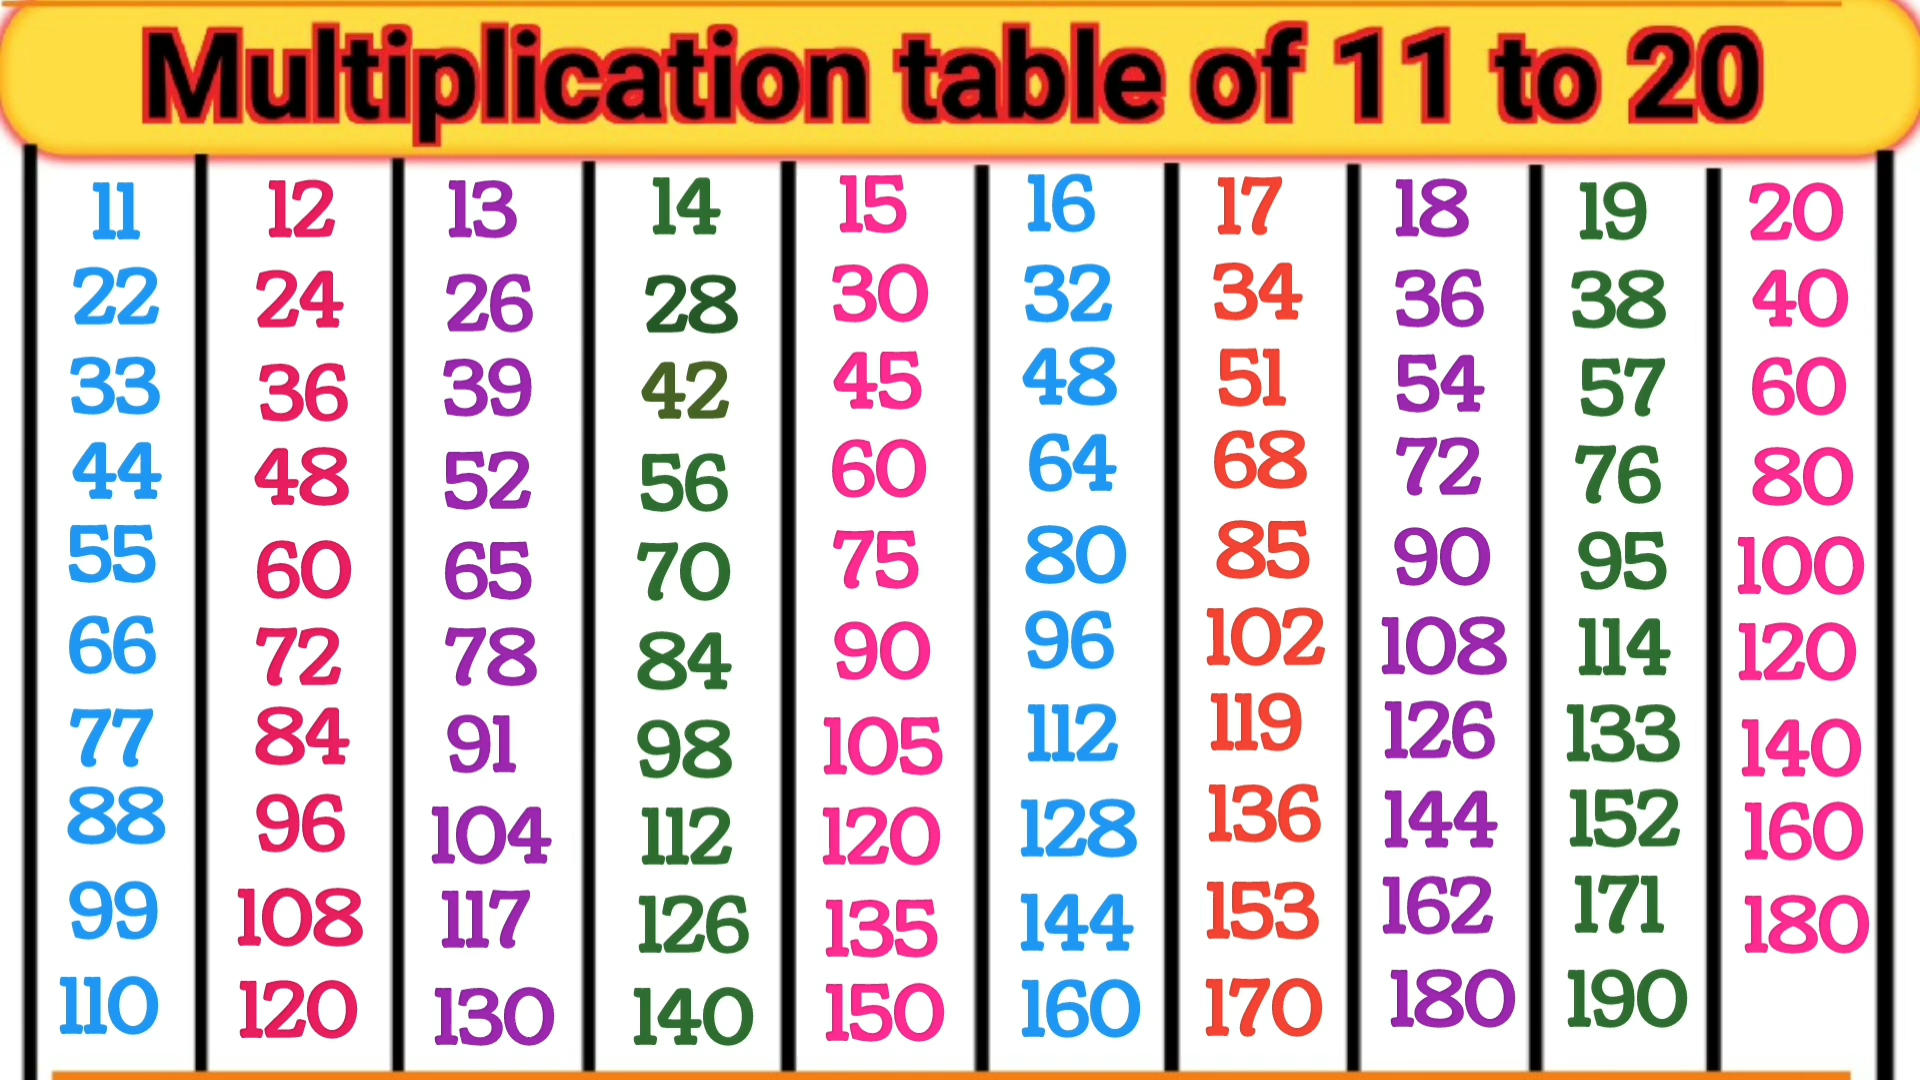 Multiplication table of 11 to 20
11 12 13 14 15 16 17 18 19 20
22 24 26 28 30 32 34 36 38 40
33 36 39 42 45 48 51 54 57 60
44 48 52 56 60 64 68 72 76 80
55 60 65 70 75 80 85 90 95 100
66 72 78 84 90 96 102 108 114 120
77 84 91 98 105 112 119 126 133 140
88 96 104 112 120 128 136 144 152 160
99 108 117 126 135 144 153 162 171 180
110 120 130 140 150 160 170 180 190